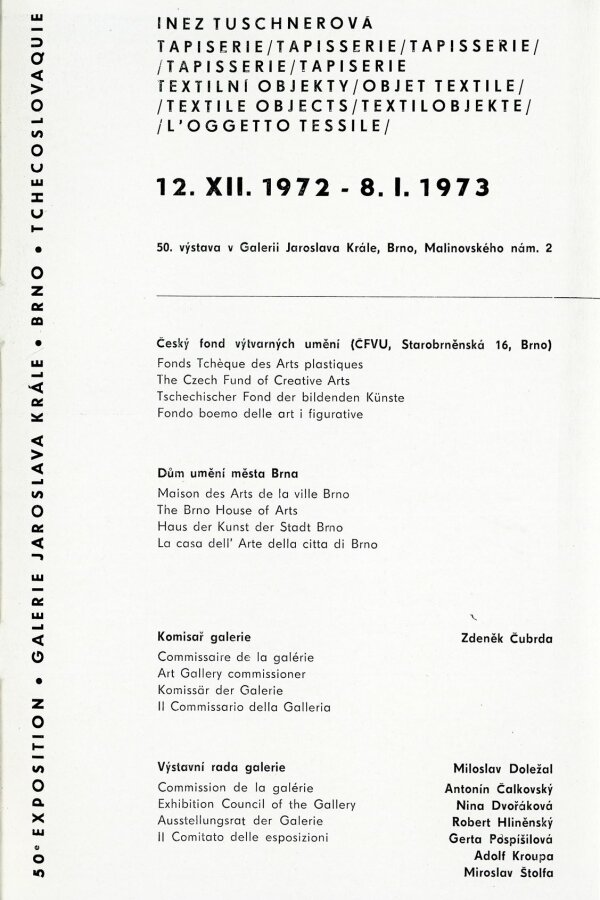 INEZ TUSCHNEROVÁ
TAPISERIE/TAPISSERIE/TAPISSERIE/
/TAPISSERIE/TAPISERIE
TEXTILNÍ OBJEKTY/OBJET TEXTILE/
/TEXTILE OBJECTS/TEXTILOBJEKTE/
/L'OGGETTO TESSILE/
12. XII. 1972 - 8. I. 1973
50. výstava v Galerii Jaroslava Krále, Brno, Malinovského nám. 2
Český fond výtvarných umění (ČFVU, Starobrněnská 16, Brno)
Fonds Tchèque des Arts plastiques
The Czech Fund of Creative Arts
Tschechischer Fond der bildenden Künste
Fondo boemo delle art i figurative
Dům umění města Brna
Maison des Arts de la ville Brno
The Brno House of Arts
Haus der Kunst der Stadt Brno
La casa dell' Arte della citta di Brno
Komisař galerie Zdeněk Čubrda
Commissaire de la galérie
Art Gallery commissioner
Komissär der Galerie
Il Commissario della Galleria
Výstavní rada galerie Miloslav Doležal
Commission de la galérie Antonín Čalkovský
Exhibition Council of the Gallery Nina Dvořáková
Ausstellungsrat der Galerie Robert Hliněnský
Il Comitato delle esposizioni Gerta Pospíšilová
Adolf Kroupa
Miroslav Štolfa
50e EXPOSITION • GALERIE JAROSLAVA KRÁLE • BRNO • TCHECOSLOVAQUIE